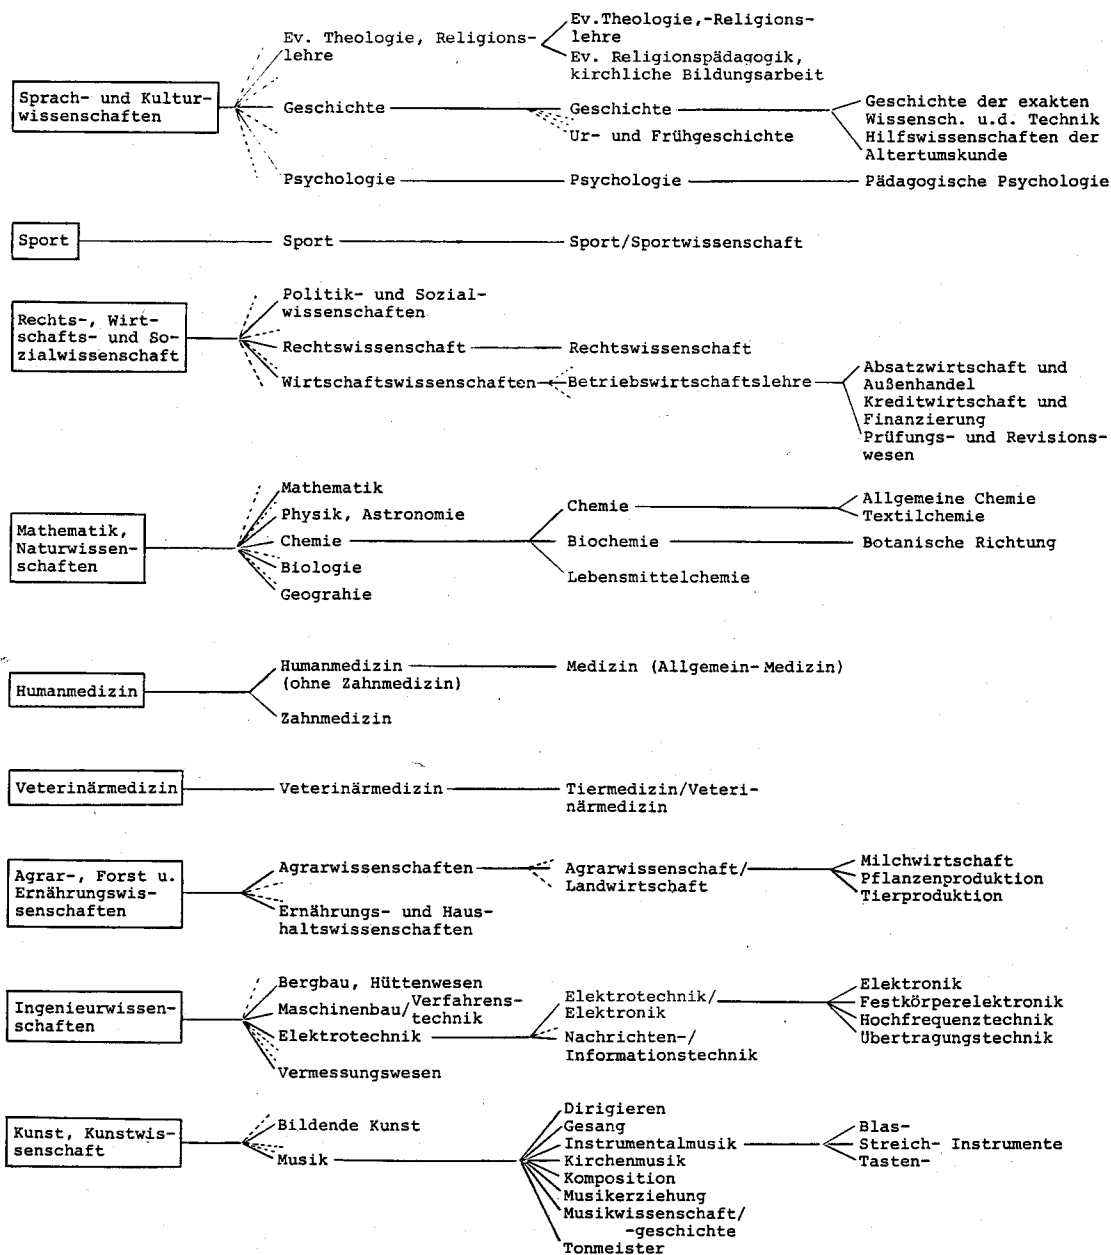 Ev. Theologie, Religions-
lehre
Ev.Theologie,-Religions-
lehre
Ev. Religionspädagogik,
kirchliche Bildungsarbeit
Sprach- und Kultur-
wissenschaften
Geschichte
Geschichte
Ur- und Frühgeschichte
Geschichte der exakten
Wissensch. u.d. Technik
Hilfswissenschaften der
Altertumskunde
Psychologie
Psychologie
Pädagogische Psychologie
Sport
Sport
Sport/Sportwissenschaft
Rechts-, Wirt-
schafts- und So-
zialwissenschaft
Politik- und Sozial-
wissenschaften
Rechtswissenschaft
Rechtswissenschaft
Wirtschaftswissenschaften
Betriebswirtschaftslehre
Absatzwirtschaft und
Außenhandel
Kreditwirtschaft und
Finanzierung
Prüfungs- und Revisions-
wesen
Mathematik,
Naturwissen-
schaften
Mathematik
Physik, Astronomie
Chemie
Biologie
Geograhie
Chemie
Biochemie
Lebensmittelchemie
Allgemeine Chemie
Textilchemie
Botanische Richtung
Humanmedizin
Humanmedizin
(ohne Zahnmedizin)
Zahnmedizin
Medizin (Allgemein-Medizin)
Veterinärmedizin
Veterinärmedizin
Tiermedizin/Veteri-
närmedizin
Agrar-, Forst u.
Ernährungswis-
senschaften
Agrarwissenschaften
Ernährungs- und Haus-
haltswissenschaften
Agrarwissenschaft/
Landwirtschaft
Milchwirtschaft
Pflanzenproduktion
Tierproduktion
Ingenieurwissen-
schaften
Bergbau, Hüttenwesen
Maschinenbau/Verfahrens-
technik
Elektrotechnik
Vermessungswesen
Elektrotechnik/
Elektronik
Nachrichten-/
Informationstechnik
Elektronik
Festkörperelektronik
Hochfrequenztechnik
Übertragungstechnik
Kunst, Kunstwis-
senschaft
Bildende Kunst
Musik
Dirigieren
Gesang
Instrumentalmusik
Kirchenmusik
Komposition
Musikerziehung
Musikwissenschaft/
-geschichte
Tonmeister
Blas-
Streich- Instrumente
Tasten-